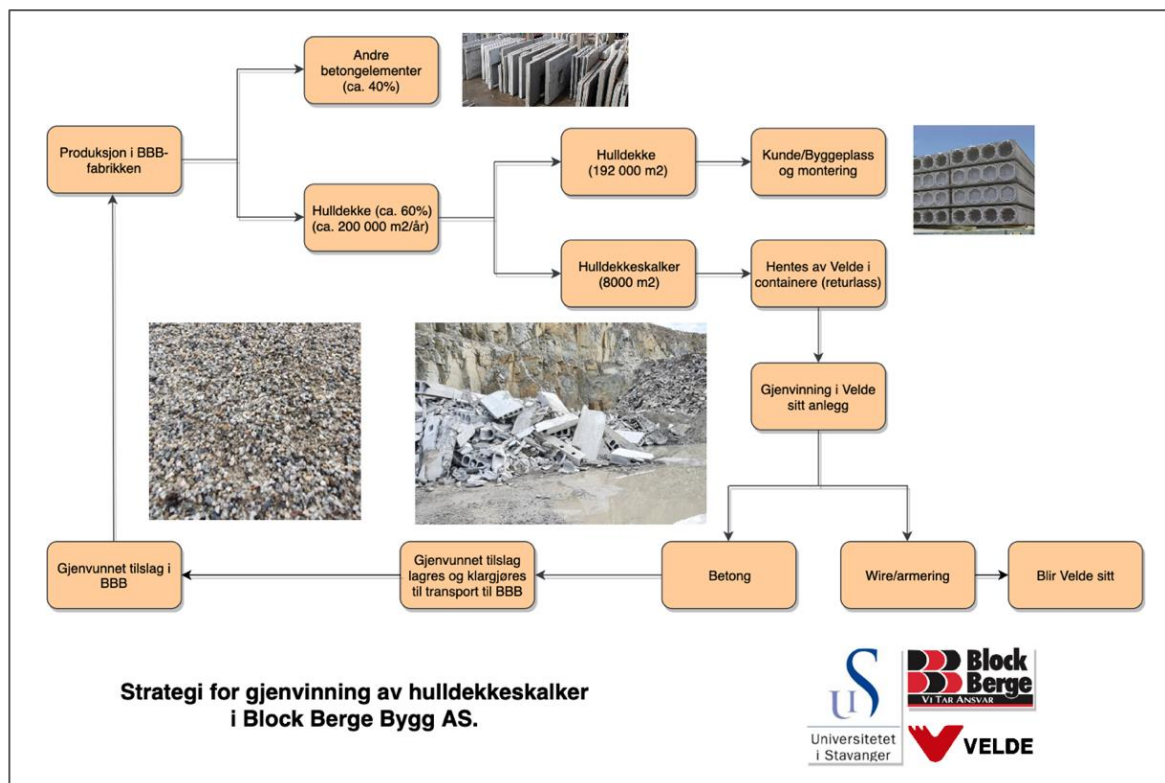 Andre
betongelementer
(ca. 40%)
Produksjon i BBB-
fabrikken
Hulldekke
(192 000 m2)
Kunde/Byggeplass
og montering
Hulldekke (ca. 60%)
(ca. 200 000 m2/år)
Hulldekkeskalker
(8000 m2)
Hentes av Velde i
containere (returlass)
Gjenvinning i Velde
sitt anlegg
Gjenvunnet tilslag i
BBB
Gjenvunnet tilslag
lagres og klargjøres
til transport til BBB
Betong
Wire/armering
Blir Velde sitt
Strategi for gjenvinning av hulldekkeskalker
i Block Berge Bygg AS.
US
Universitetet
i Stavanger
Block
Berge
VI TAR ANSVAR
VELDE